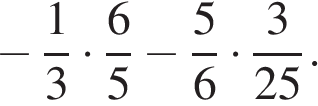 − 1/3 · 6/5 − 5/6 · 3/25.